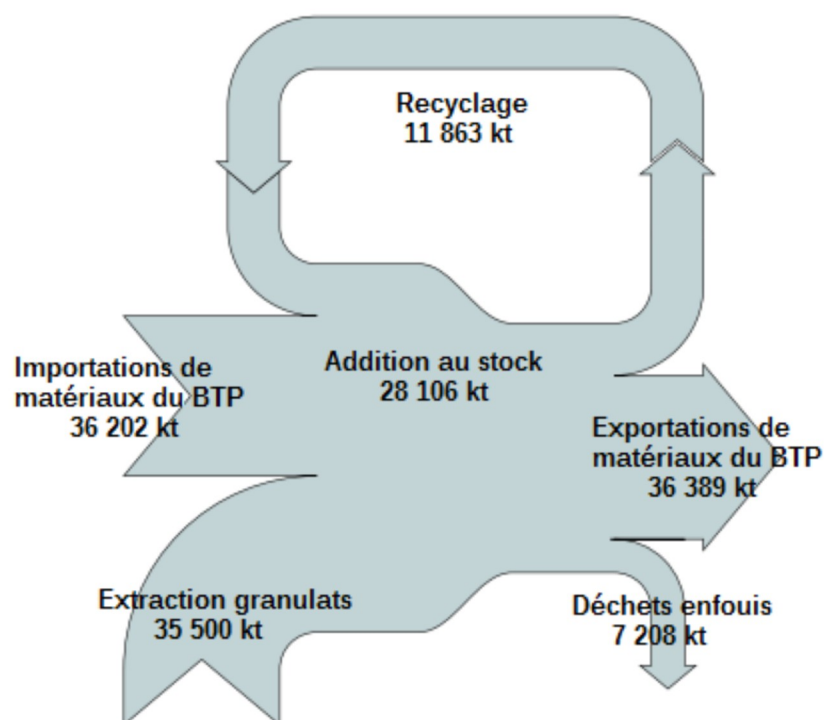 Recyclage
11 863 kt
Addition au stock
28 106 kt
Importations de
matériaux du BTP
36 202 kt
Exportations de
matériaux du BTP
36 389 kt
Extraction granulats
35 500 kt
Déchets enfouis
7 208 kt